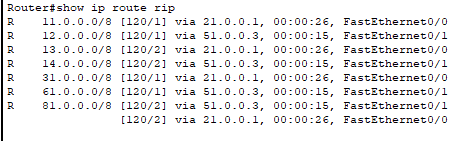 Router#show ip route rip
R    11.0.0.0/8 [120/1] via 21.0.0.1, 00:00:26, FastEthernet0/0
R    12.0.0.0/8 [120/1] via 51.0.0.3, 00:00:15, FastEthernet0/1
R    13.0.0.0/8 [120/2] via 21.0.0.1, 00:00:26, FastEthernet0/0
R    14.0.0.0/8 [120/2] via 51.0.0.3, 00:00:15, FastEthernet0/1
R    31.0.0.0/8 [120/1] via 21.0.0.1, 00:00:26, FastEthernet0/0
R    61.0.0.0/8 [120/1] via 51.0.0.3, 00:00:15, FastEthernet0/1
R    81.0.0.0/8 [120/2] via 51.0.0.3, 00:00:15, FastEthernet0/1
                [120/2] via 21.0.0.1, 00:00:26, FastEthernet0/0